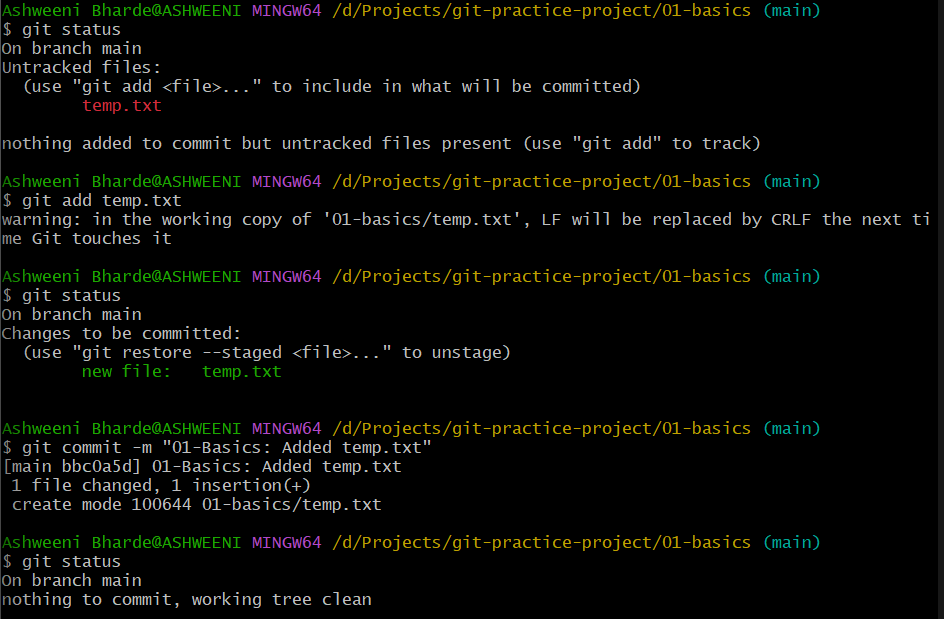 Ashweeni Bharde@ASHWEENI MINGW64 /d/Projects/git-practice-project/01-basics (main)
$ git status
On branch main
Untracked files:
  (use "git add <file>..." to include in what will be committed)
        temp.txt

nothing added to commit but untracked files present (use "git add" to track)

Ashweeni Bharde@ASHWEENI MINGW64 /d/Projects/git-practice-project/01-basics (main)
$ git add temp.txt
warning: in the working copy of '01-basics/temp.txt', LF will be replaced by CRLF the next ti
me Git touches it

Ashweeni Bharde@ASHWEENI MINGW64 /d/Projects/git-practice-project/01-basics (main)
$ git status
On branch main
Changes to be committed:
  (use "git restore --staged <file>..." to unstage)
        new file:   temp.txt


Ashweeni Bharde@ASHWEENI MINGW64 /d/Projects/git-practice-project/01-basics (main)
$ git commit -m "01-Basics: Added temp.txt"
[main bbc0a5d] 01-Basics: Added temp.txt
 1 file changed, 1 insertion(+)
 create mode 100644 01-basics/temp.txt

Ashweeni Bharde@ASHWEENI MINGW64 /d/Projects/git-practice-project/01-basics (main)
$ git status
On branch main
nothing to commit, working tree clean